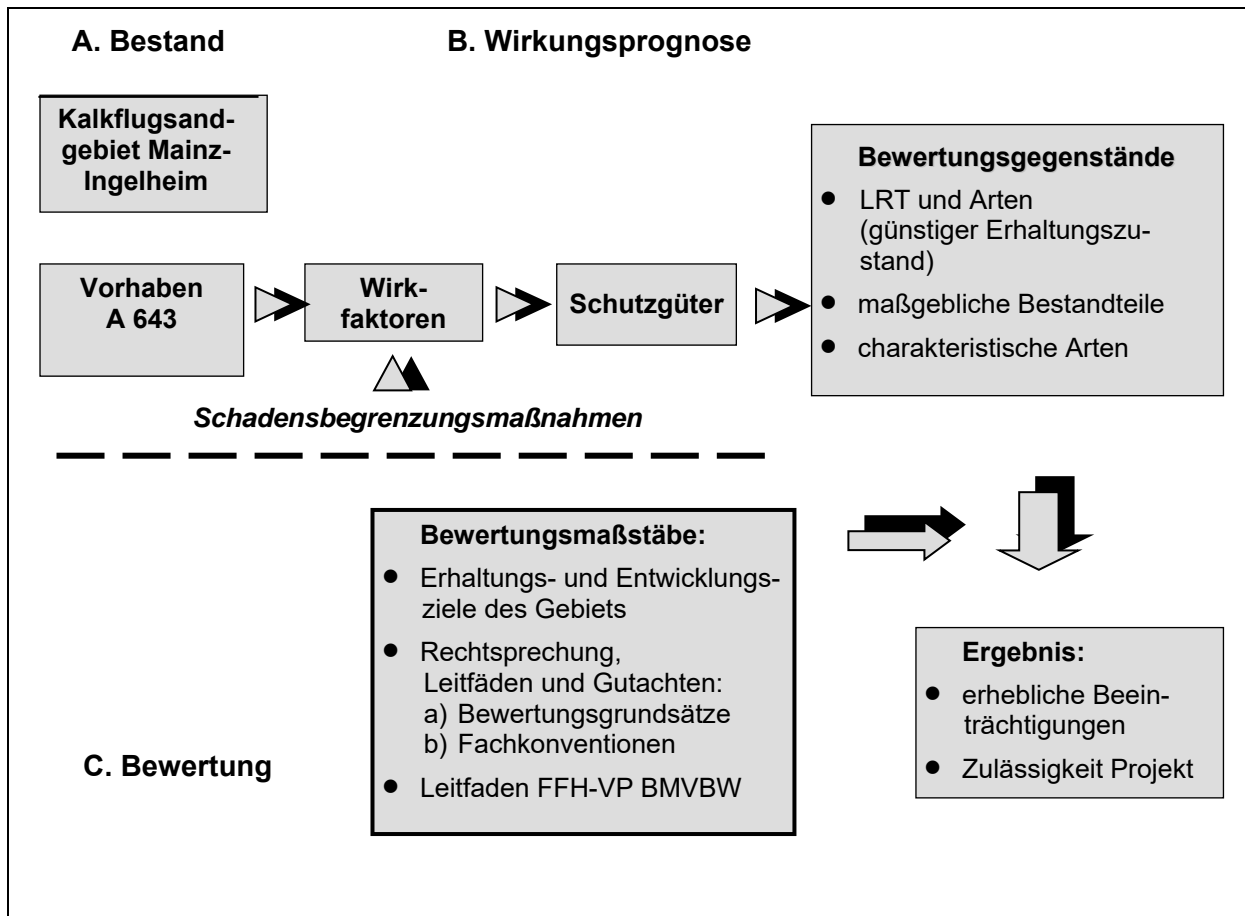 A. Bestand
B. Wirkungsprognose
Kalkflugsand-
gebiet Mainz-
Ingelheim
Vorhaben
A 643
Wirk-
faktoren
Schutzgüter
Bewertungsgegenstände
● LRT und Arten
(günstiger Erhaltungszu-
stand)
● maßgebliche Bestandteile
● charakteristische Arten
Schadensbegrenzungsmaßnahmen
Bewertungsmaßstäbe:
● Erhaltungs- und Entwicklungs-
ziele des Gebiets
● Rechtsprechung,
Leitfäden und Gutachten:
a) Bewertungsgrundsätze
b) Fachkonventionen
● Leitfaden FFH-VP BMVBW
C. Bewertung
Ergebnis:
● erhebliche Beein-
trächtigungen
● Zulässigkeit Projekt